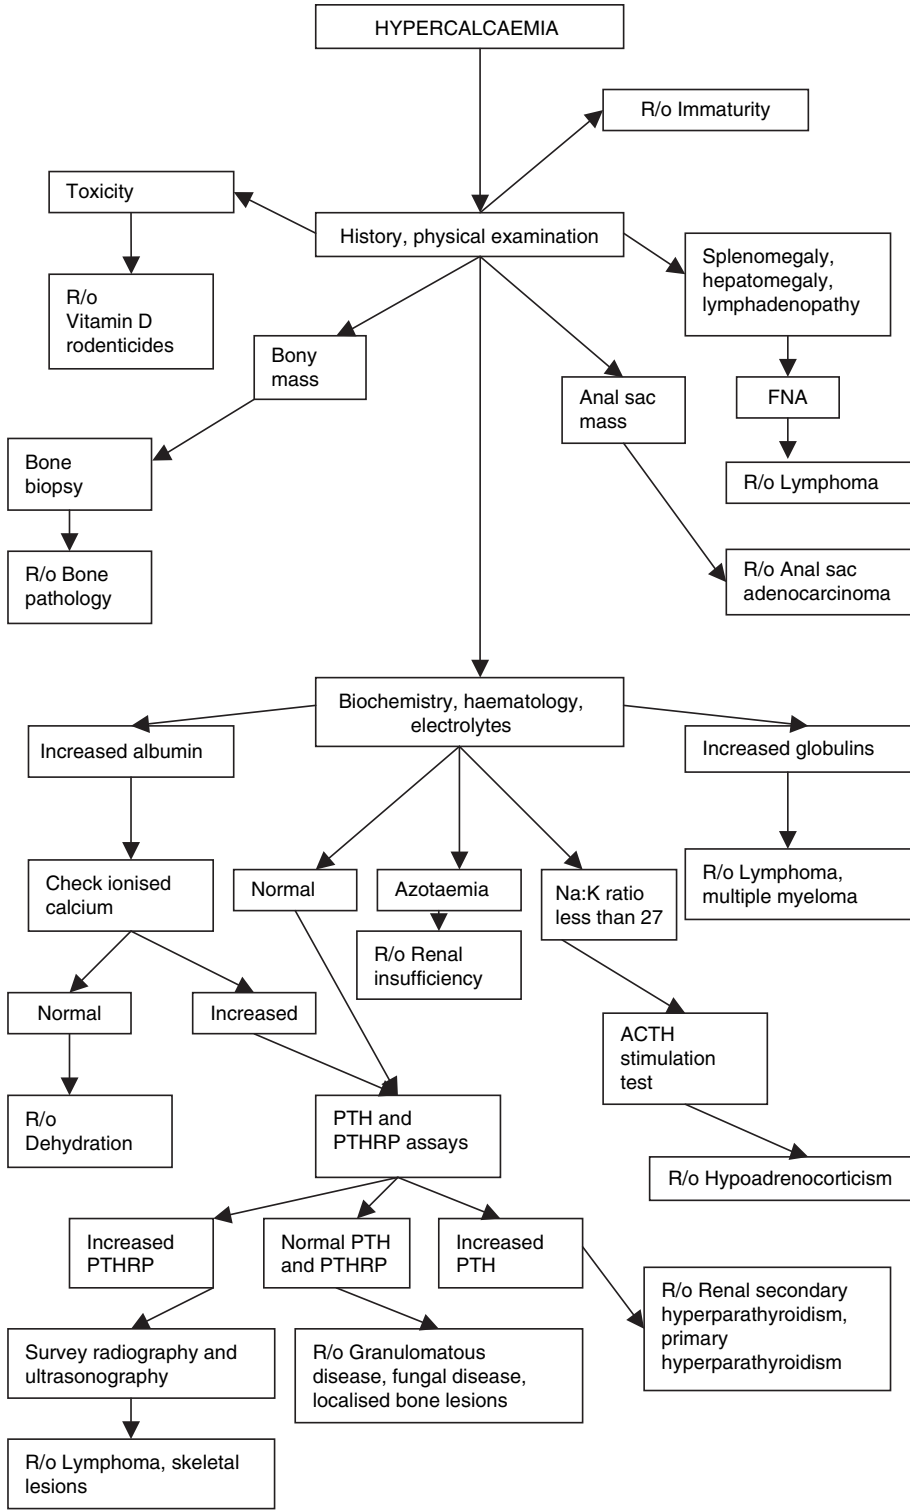 HYPERCALCAEMIA
R/o Immaturity
Toxicity
History, physical examination
Splenomegaly,
hepatomegaly,
lymphadenopathy
R/o
Vitamin D
rodenticides
Bony
mass
Anal sac
mass
FNA
Bone
biopsy
R/o Lymphoma
R/o Bone
pathology
R/o Anal sac
adenocarcinoma
Biochemistry, haematology,
electrolytes
Increased albumin
Increased globulins
Check ionised
calcium
Normal
Azotaemia
Na:K ratio
less than 27
R/o Lymphoma,
multiple myeloma
R/o Renal
insufficiency
Normal
Increased
ACTH
stimulation
test
R/o
Dehydration
PTH and
PTHRP assays
R/o Hypoadrenocorticism
Increased
PTHRP
Normal PTH
and PTHRP
Increased
PTH
R/o Renal secondary
hyperparathyroidism,
primary
hyperparathyroidism
Survey radiography and
ultrasonography
R/o Granulomatous
disease, fungal disease,
localised bone lesions
R/o Lymphoma, skeletal
lesions